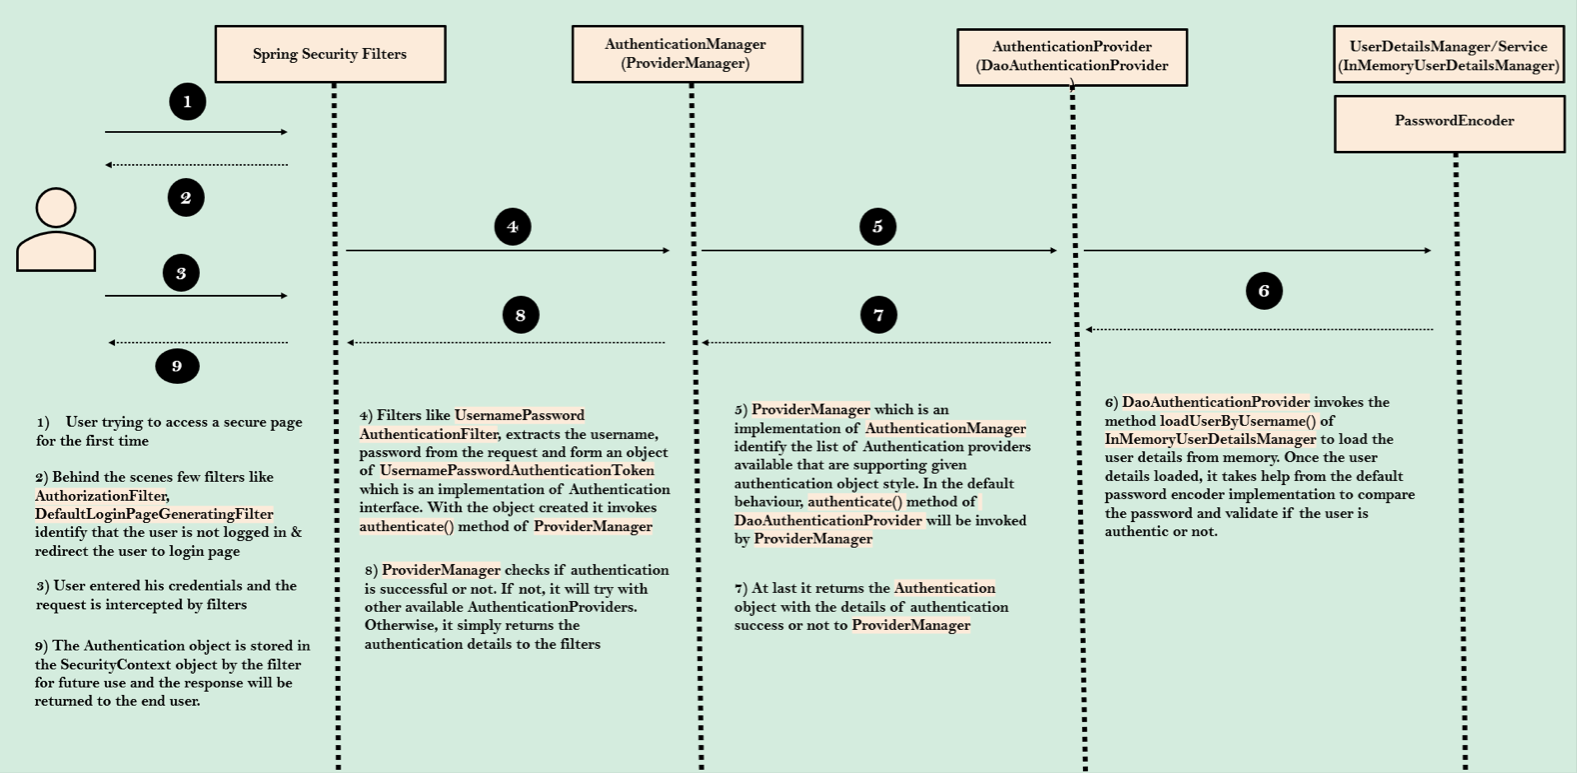 Spring Security Filters
AuthenticationManager
(ProviderManager)
AuthenticationProvider
(DaoAuthenticationProvider
)
UserDetailsManager/Service
(InMemoryUserDetailsManager)
PasswordEncoder
1
2
3
4
5
6
8
7
9
1) User trying to access a secure page
for the first time
2) Behind the scenes few filters like
AuthorizationFilter,
DefaultLoginPageGeneratingFilter
identify that the user is not logged in &
redirect the user to login page
3) User entered his credentials and the
request is intercepted by filters
9) The Authentication object is stored in
the SecurityContext object by the filter
for future use and the response will be
returned to the end user.
4) Filters like UsernamePassword
AuthenticationFilter, extracts the username,
password from the request and form an object
of UsernamePasswordAuthenticationToken
which is an implementation of Authentication
interface. With the object created it invokes
authenticate() method of ProviderManager
8) ProviderManager checks if authentication
is successful or not. If not, it will try with
other available AuthenticationProviders.
Otherwise, it simply returns the
authentication details to the filters
5) ProviderManager which is an
implementation of AuthenticationManager
identify the list of Authentication providers
available that are supporting given
authentication object style. In the default
behaviour, authenticate() method of
DaoAuthenticationProvider will be invoked
by ProviderManager
7) At last it returns the Authentication
object with the details of authentication
success or not to ProviderManager
6) DaoAuthenticationProvider invokes the
method loadUserByUsername() of
InMemoryUserDetailsManager to load the
user details from memory. Once the user
details loaded, it takes help from the default
password encoder implementation to compare
the password and validate if the user is
authentic or not.